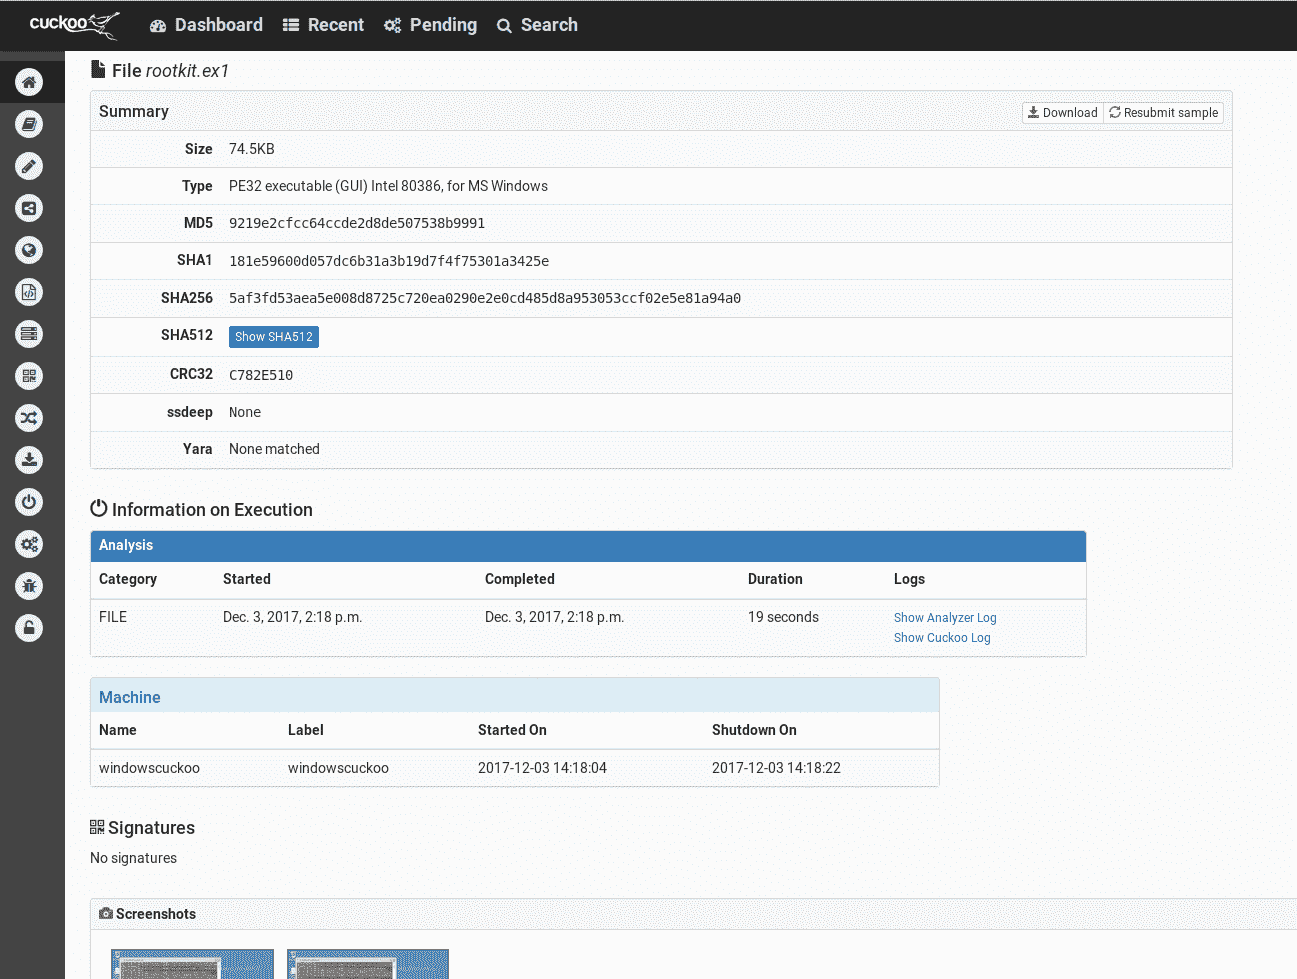 cuckoo Dashboard Recent Pending Search
File rootkit.ex1
Summary Download Resubmit sample
Size 74.5KB
Type PE32 executable (GUI) Intel 80386, for MS Windows
MD5 9219e2cfcc64ccde2d8de507538b9991
SHA1 181e59600d057dc6b31a3b19d7f4f75301a3425e
SHA256 5af3fd53aea5e008d8725c720ea0290e2e0cd485d8a953053ccf02e5e81a94a0
SHA512 Show SHA512
CRC32 C782E510
ssdeep None
Yara None matched
Information on Execution
Analysis
Category Started Completed Duration Logs
FILE Dec. 3, 2017, 2:18 p.m. Dec. 3, 2017, 2:18 p.m. 19 seconds Show Analyzer Log
Show Cuckoo Log
Machine
Name Label Started On Shutdown On
windowscuckoo windowscuckoo 2017-12-03 14:18:04 2017-12-03 14:18:22
Signatures
No signatures
Screenshots